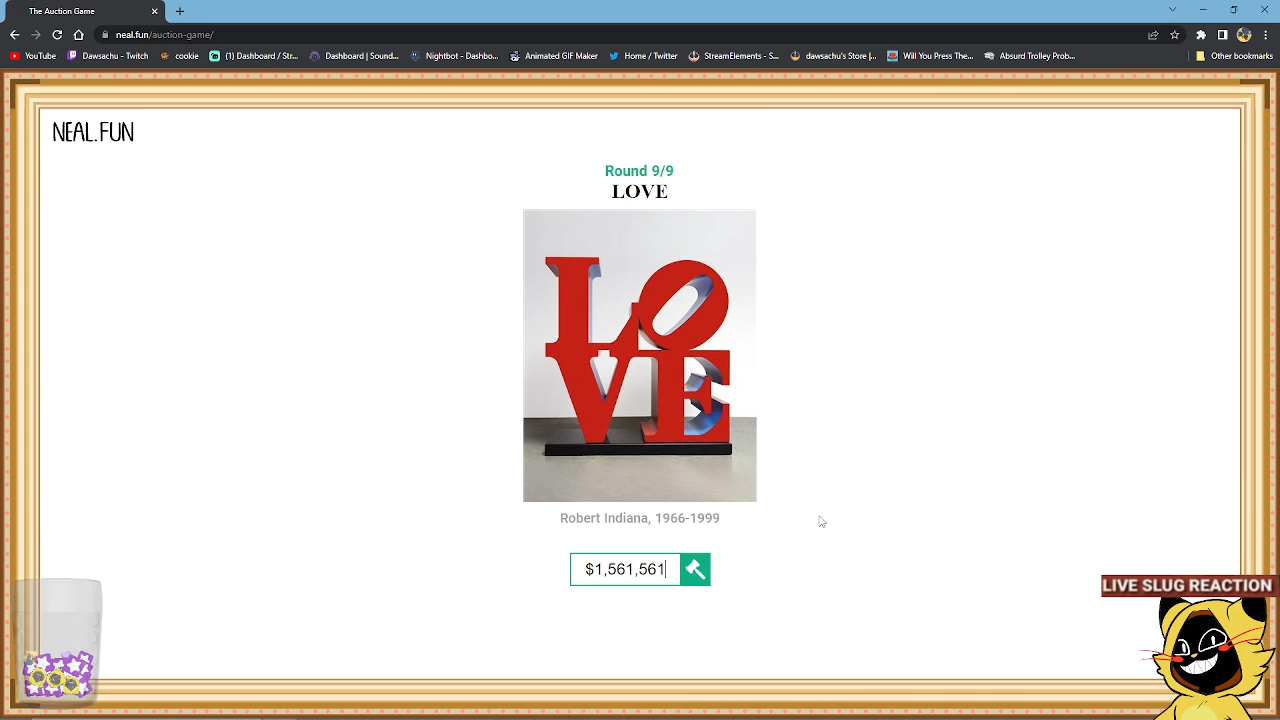 The Auction Game
neal.fun/auction-game/
YouTube
Dawsachu - Twitch
cookie
(1) Dashboard / Str...
Dashboard | Sound...
Nightbot - Dashbo...
Animated GIF Maker
Home / Twitter
StreamElements - S...
dawsachu's Store |...
Will You Press The...
Absurd Trolley Prob...
Other bookmarks
NEAL.FUN
Round 9/9
LOVE
LO
VE
Robert Indiana, 1966-1999
$1,561,561
LIVE SLUG REACTION